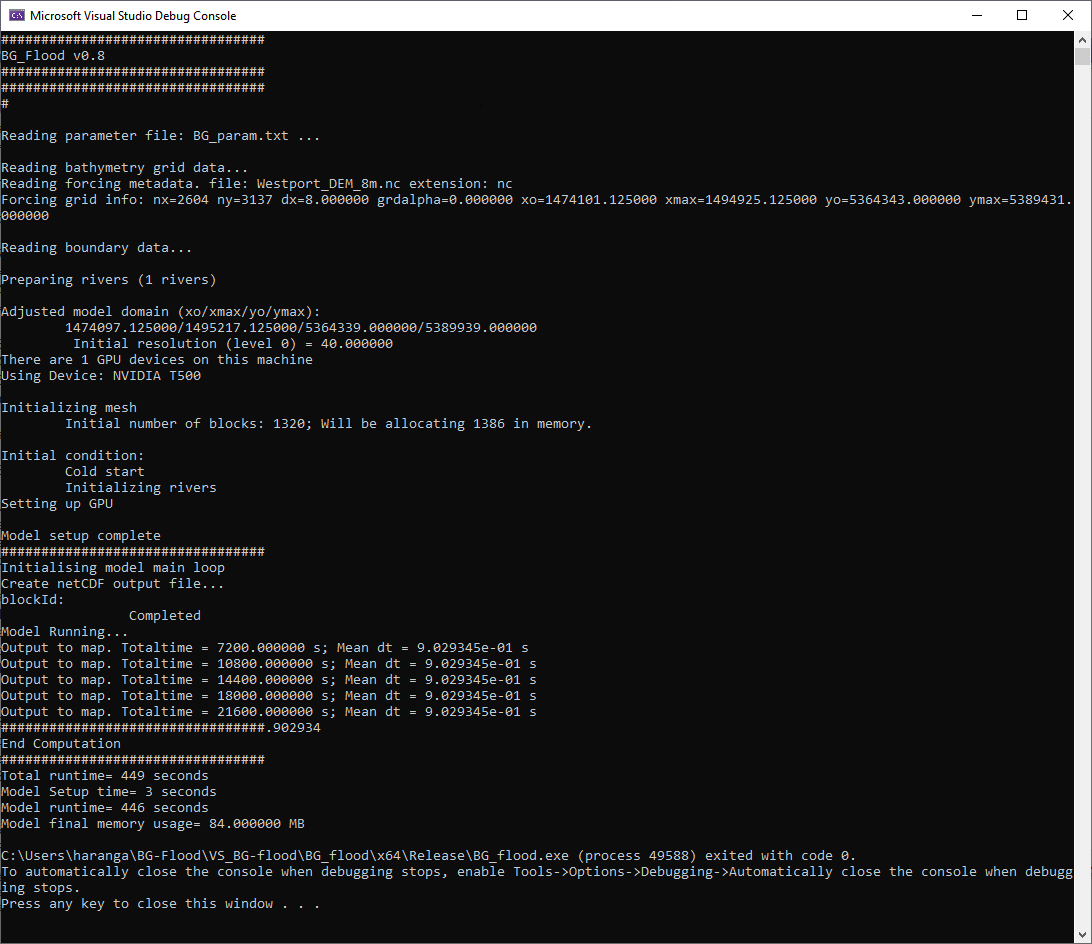 Microsoft Visual Studio Debug Console
#################################
BG_Flood v0.8
#################################
#################################
#
Reading parameter file: BG_param.txt ...
Reading bathymetry grid data...
Reading forcing metadata. file: Westport_DEM_8m.nc extension: nc
Forcing grid info: nx=2604 ny=3137 dx=8.000000 grdalpha=0.000000 xo=1474101.125000 xmax=1494925.125000 yo=5364343.000000 ymax=5389431.
000000
Reading boundary data...
Preparing rivers (1 rivers)
Adjusted model domain (xo/xmax/yo/ymax):
1474097.125000/1495217.125000/5364339.000000/5389939.000000
Initial resolution (level 0) = 40.000000
There are 1 GPU devices on this machine
Using Device: NVIDIA T500
Initializing mesh
Initial number of blocks: 1320; Will be allocating 1386 in memory.
Initial condition:
Cold start
Initializing rivers
Setting up GPU
Model setup complete
#################################
Initialising model main loop
Create netCDF output file...
blockId:
Completed
Model Running...
Output to map. Totaltime = 7200.000000 s; Mean dt = 9.029345e-01 s
Output to map. Totaltime = 10800.000000 s; Mean dt = 9.029345e-01 s
Output to map. Totaltime = 14400.000000 s; Mean dt = 9.029345e-01 s
Output to map. Totaltime = 18000.000000 s; Mean dt = 9.029345e-01 s
Output to map. Totaltime = 21600.000000 s; Mean dt = 9.029345e-01 s
#################################.902934
End Computation
#################################
Total runtime= 449 seconds
Model Setup time= 3 seconds
Model runtime= 446 seconds
Model final memory usage= 84.000000 MB
C:\Users\haranga\BG-Flood\VS_BG-flood\BG_flood\x64\Release\BG_flood.exe (process 49588) exited with code 0.
To automatically close the console when debugging stops, enable Tools->Options->Debugging->Automatically close the console when debugg
ing stops.
Press any key to close this window . . .